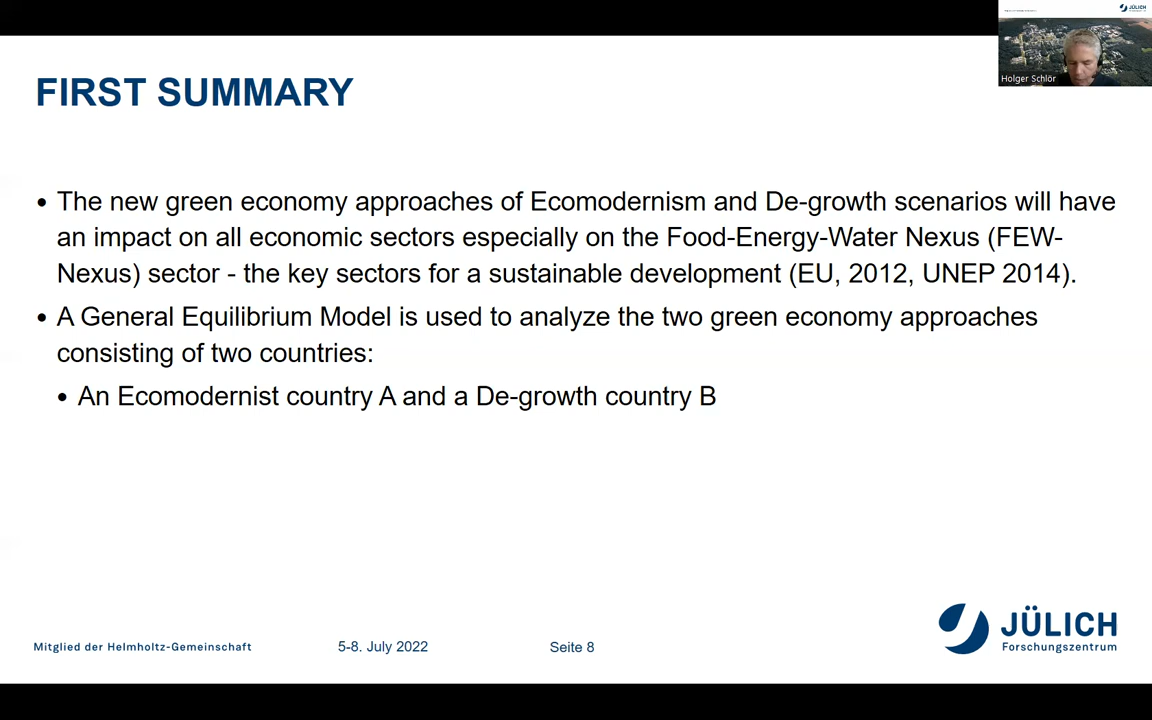 JÜLICH
Holger Schlör
FIRST SUMMARY
• The new green economy approaches of Ecomodernism and De-growth scenarios will have
an impact on all economic sectors especially on the Food-Energy-Water Nexus (FEW-
Nexus) sector - the key sectors for a sustainable development (EU, 2012, UNEP 2014).
• A General Equilibrium Model is used to analyze the two green economy approaches
consisting of two countries:
• An Ecomodernist country A and a De-growth country B
Mitglied der Helmholtz-Gemeinschaft
5-8. July 2022
Seite 8
JÜLICH
Forschungszentrum